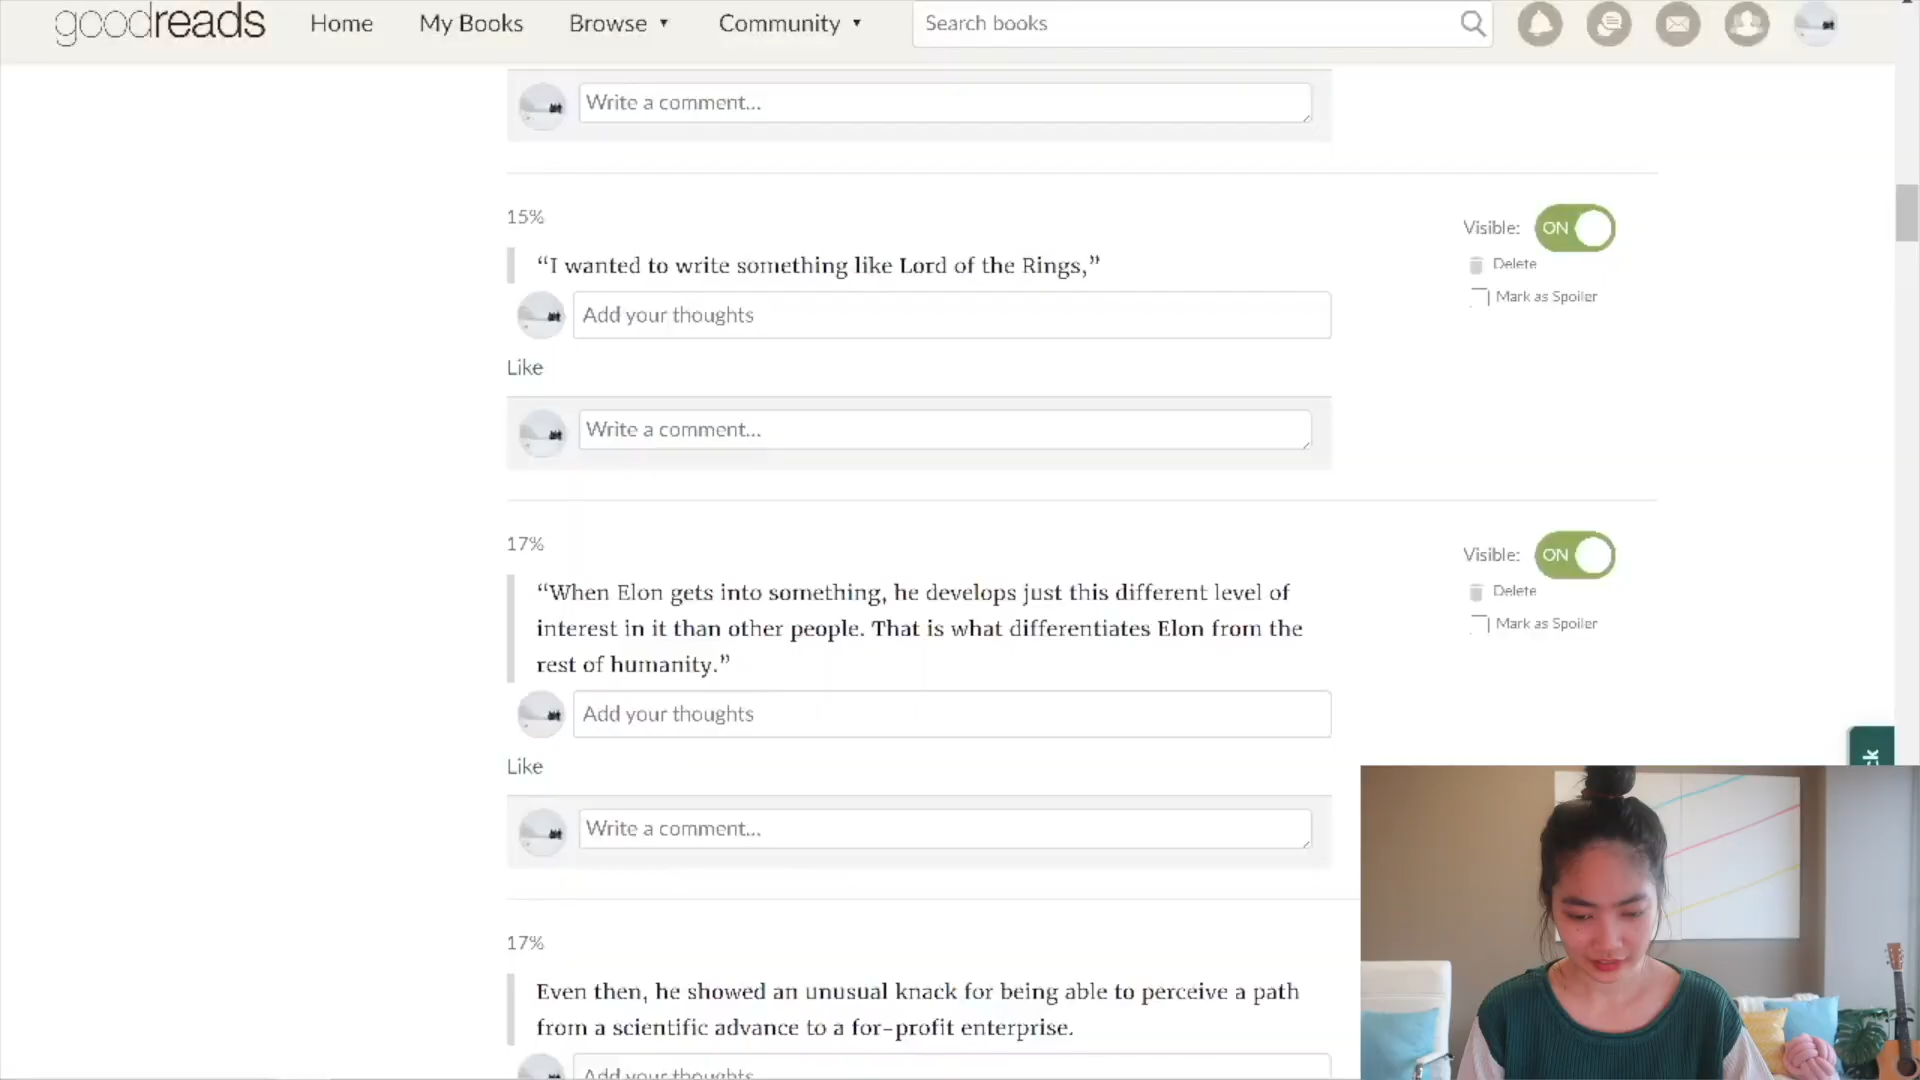 goodreads Home My Books Browse ▼ Community ▼ Search books
Write a comment...
15%
Visible: ON
“I wanted to write something like Lord of the Rings,”
Delete
Mark as Spoiler
Add your thoughts
Like
Write a comment...
17%
Visible: ON
“When Elon gets into something, he develops just this different level of
interest in it than other people. That is what differentiates Elon from the
rest of humanity.”
Delete
Mark as Spoiler
Add your thoughts
Like
Write a comment...
17%
Even then, he showed an unusual knack for being able to perceive a path
from a scientific advance to a for-profit enterprise.
Add your thoughts